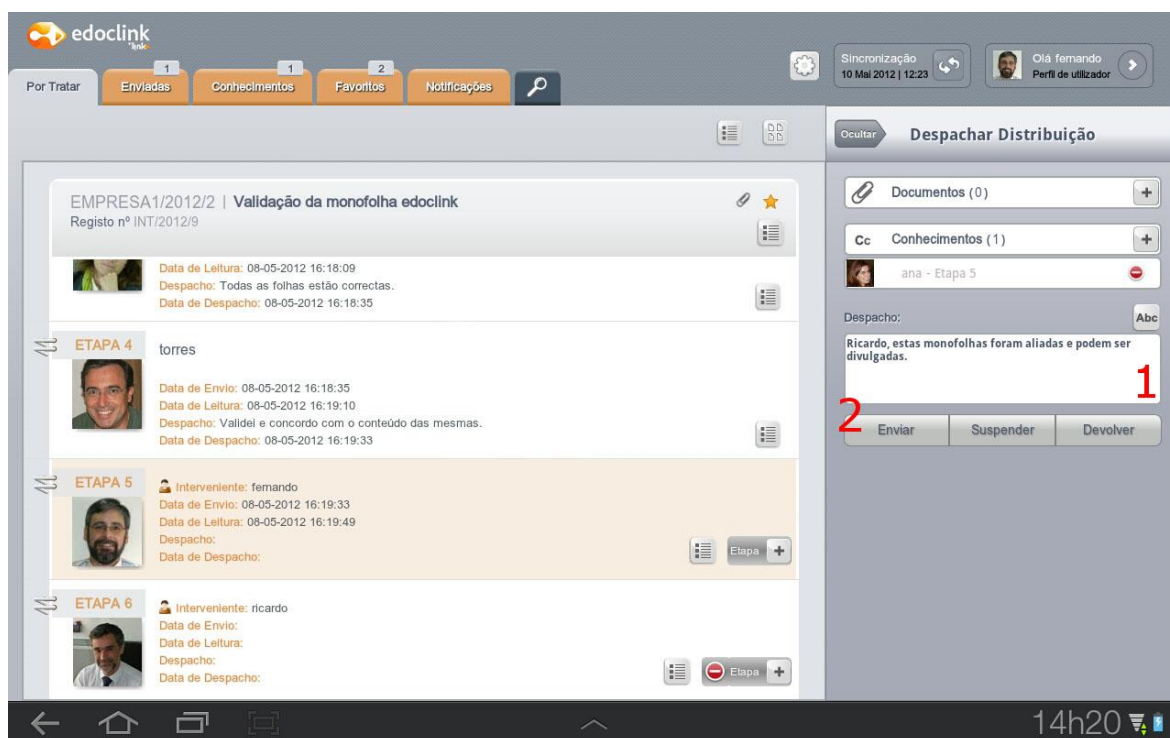 edoclink
link
1
1
2
Por Tratar
Enviadas
Conhecimentos
Favoritos
Notificações
Sincronização
10 Mai 2012 | 12:23
Olá fernando
Perfil de utilizador
EMPRESA1/2012/2 | Validação da monofolha edoclink
Registo nº INT/2012/9
Data de Leitura: 08-05-2012 16:18:09
Despacho: Todas as folhas estão correctas.
Data de Despacho: 08-05-2012 16:18:35
ETAPA 4
torres
Data de Envio: 08-05-2012 16:18:35
Data de Leitura: 08-05-2012 16:19:10
Despacho: Validei e concordo com o conteúdo das mesmas.
Data de Despacho: 08-05-2012 16:19:33
ETAPA 5
Interveniente: fernando
Data de Envio: 08-05-2012 16:19:33
Data de Leitura: 08-05-2012 16:19:49
Despacho:
Data de Despacho:
Etapa +
ETAPA 6
Interveniente: ricardo
Data de Envio:
Data de Leitura:
Despacho:
Data de Despacho:
Etapa +
Ocultar
Despachar Distribuição
Documentos (0) +
Cc Conhecimentos (1) +
ana - Etapa 5
Despacho:
Abc
Ricardo, estas monofolhas foram aliadas e podem ser
divulgadas.
1
2
Enviar
Suspender
Devolver
14h20